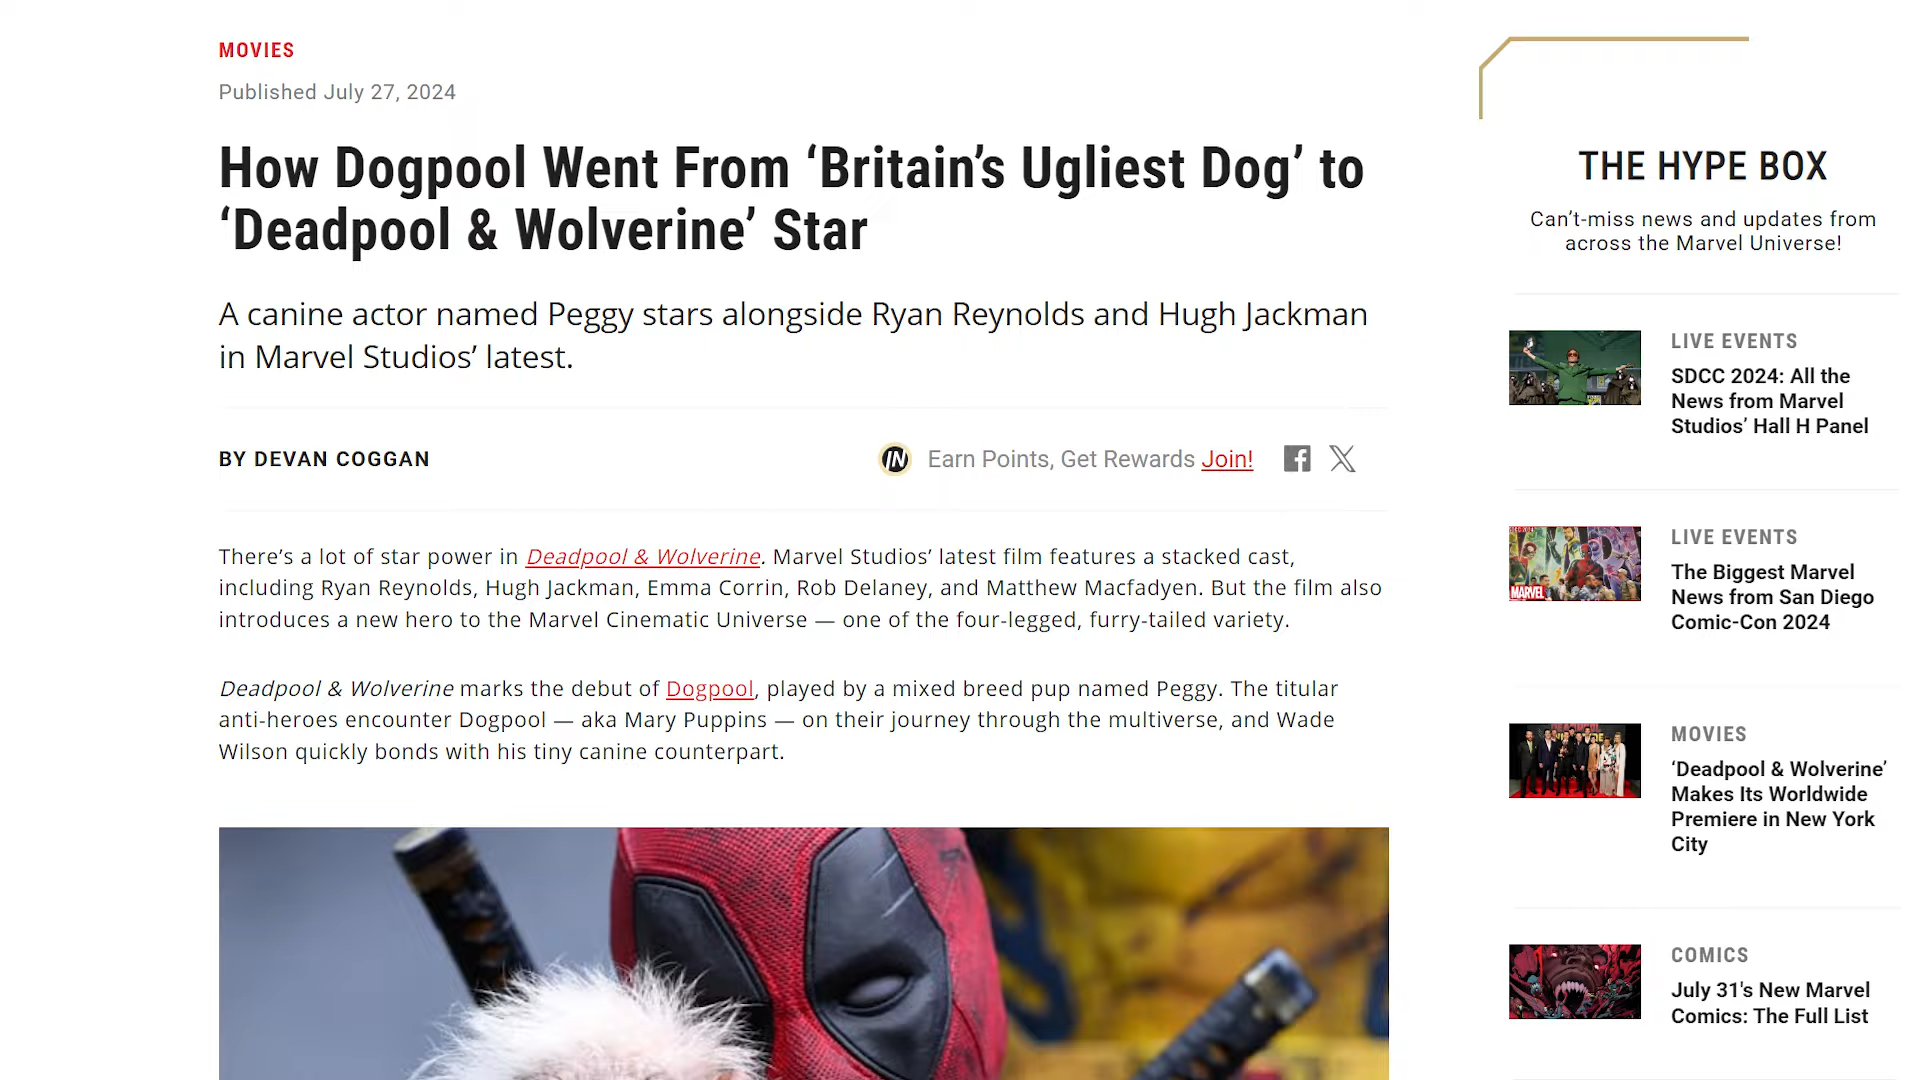 MOVIES
Published July 27, 2024
How Dogpool Went From ‘Britain’s Ugliest Dog’ to
‘Deadpool & Wolverine’ Star
A canine actor named Peggy stars alongside Ryan Reynolds and Hugh Jackman
in Marvel Studios’ latest.
BY DEVAN COGGAN
IN Earn Points, Get Rewards Join!
There’s a lot of star power in Deadpool & Wolverine. Marvel Studios’ latest film features a stacked cast,
including Ryan Reynolds, Hugh Jackman, Emma Corrin, Rob Delaney, and Matthew Macfadyen. But the film also
introduces a new hero to the Marvel Cinematic Universe — one of the four-legged, furry-tailed variety.
Deadpool & Wolverine marks the debut of Dogpool, played by a mixed breed pup named Peggy. The titular
anti-heroes encounter Dogpool — aka Mary Puppins — on their journey through the multiverse, and Wade
Wilson quickly bonds with his tiny canine counterpart.
THE HYPE BOX
Can’t-miss news and updates from
across the Marvel Universe!
LIVE EVENTS
SDCC 2024: All the
News from Marvel
Studios’ Hall H Panel
MARVEL
LIVE EVENTS
The Biggest Marvel
News from San Diego
Comic-Con 2024
MOVIES
‘Deadpool & Wolverine’
Makes Its Worldwide
Premiere in New York
City
COMICS
July 31's New Marvel
Comics: The Full List